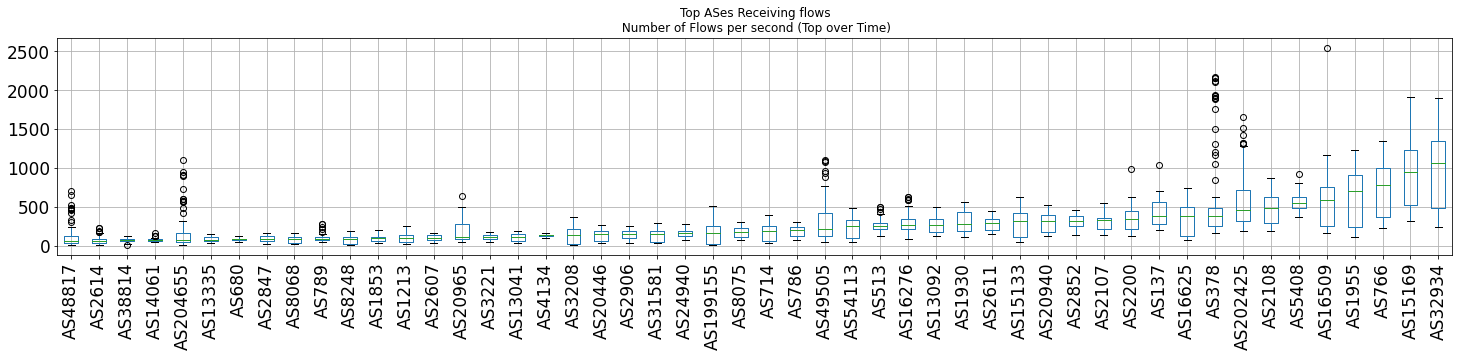 Top ASes Receiving flows
Number of Flows per second (Top over Time)
2500
2000
1500
1000
500
0
AS48817
AS2614
AS38814
AS14061
AS204655
AS13335
AS680
AS2647
AS8068
AS789
AS8248
AS1853
AS1213
AS2607
AS20965
AS3221
AS13041
AS4134
AS3208
AS20446
AS2906
AS31581
AS24940
AS199155
AS8075
AS714
AS786
AS49505
AS54113
AS5513
AS16276
AS13092
AS1930
AS2611
AS15133
AS20940
AS2852
AS2107
AS2200
AS137
AS16625
AS378
AS202425
AS2108
AS5408
AS16509
AS1955
AS766
AS15169
AS32934